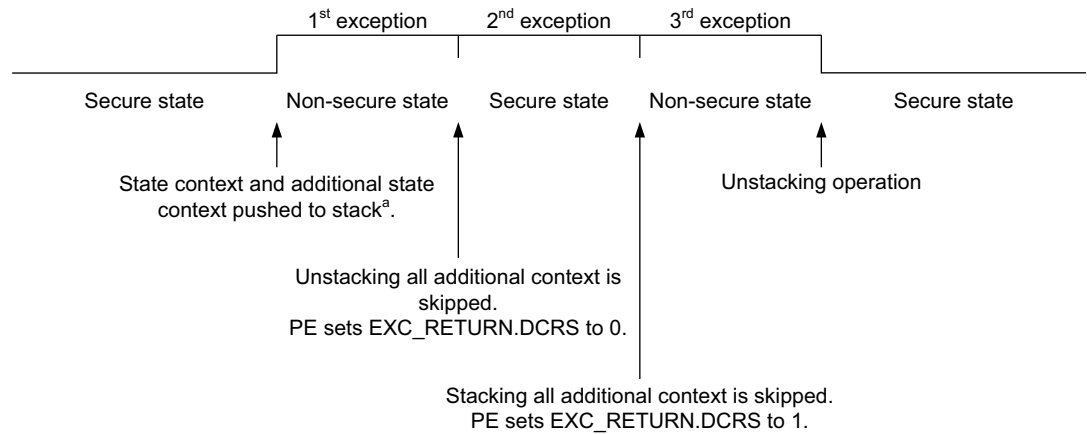 1st exception 2nd exception 3rd exception
Secure state Non-secure state Secure state Non-secure state Secure state
State context and additional state
context pushed to stacka.
Unstacking operation
Unstacking all additional context is
skipped.
PE sets EXC_RETURN.DCRS to 0.
Stacking all additional context is skipped.
PE sets EXC_RETURN.DCRS to 1.